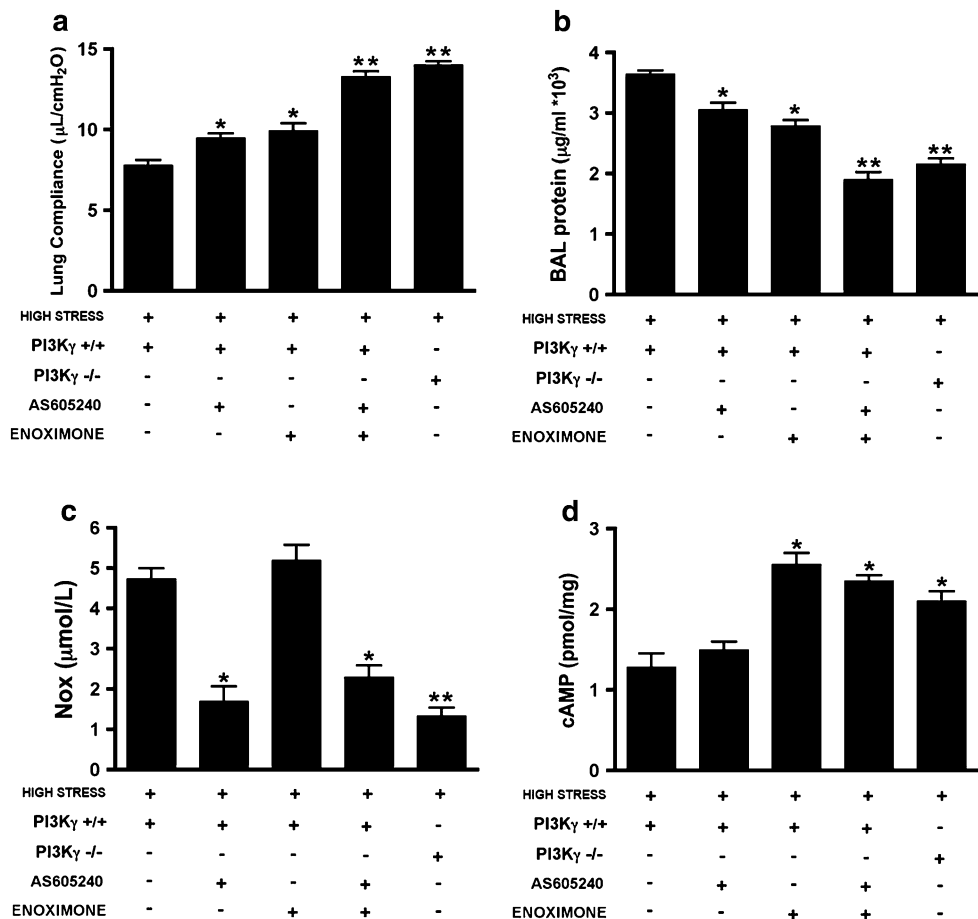 a
Lung Compliance (µL/cmH₂O)
15
10
5
0
* * ** **
HIGH STRESS + + + + +
PI3Kγ +/+ + + + + -
PI3Kγ -/- - - - - +
AS605240 - + - + -
ENOXIMONE - - + + -
b
BAL protein (µg/ml *10³)
4
3
2
1
0
* * ** **
HIGH STRESS + + + + +
PI3Kγ +/+ + + + + -
PI3Kγ -/- - - - - +
AS605240 - + - + -
ENOXIMONE - - + + -
c
Nox (µmol/L)
6
5
4
3
2
1
0
* * **
HIGH STRESS + + + + +
PI3Kγ +/+ + + + + -
PI3Kγ -/- - - - - +
AS605240 - + - + -
ENOXIMONE - - + + -
d
cAMP (pmol/mg)
3
2
1
0
* * *
HIGH STRESS + + + + +
PI3Kγ +/+ + + + + -
PI3Kγ -/- - - - - +
AS605240 - + - + -
ENOXIMONE - - + + -